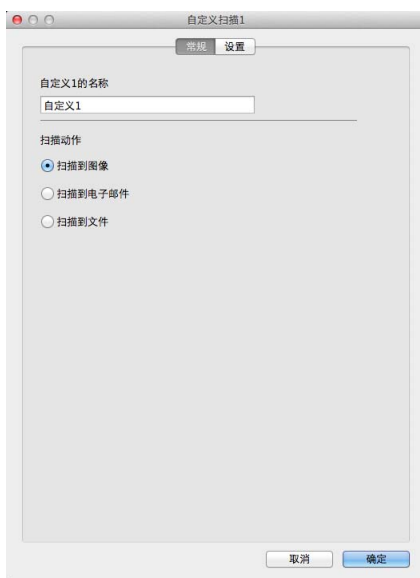 自定义扫描1
常规 设置
自定义1的名称
自定义1
扫描动作
扫描到图像
扫描到电子邮件
扫描到文件
取消 确定